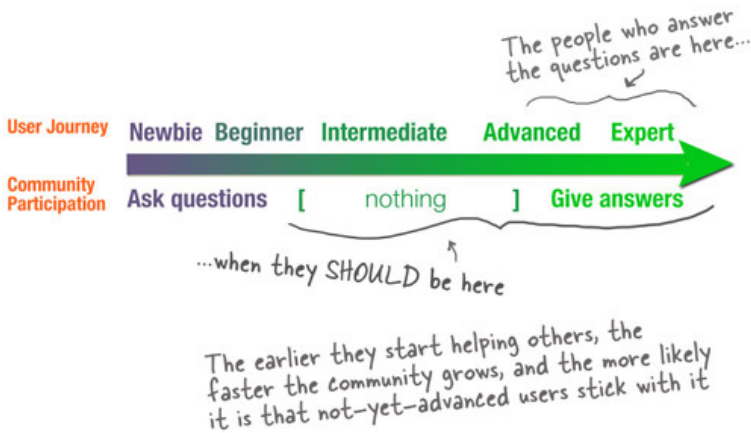 The people who answer
the questions are here...
User Journey Newbie Beginner Intermediate Advanced Expert
Community
Participation Ask questions [ nothing ] Give answers
...when they SHOULD be here
The earlier they start helping others, the
faster the community grows, and the more likely
it is that not-yet-advanced users stick with it